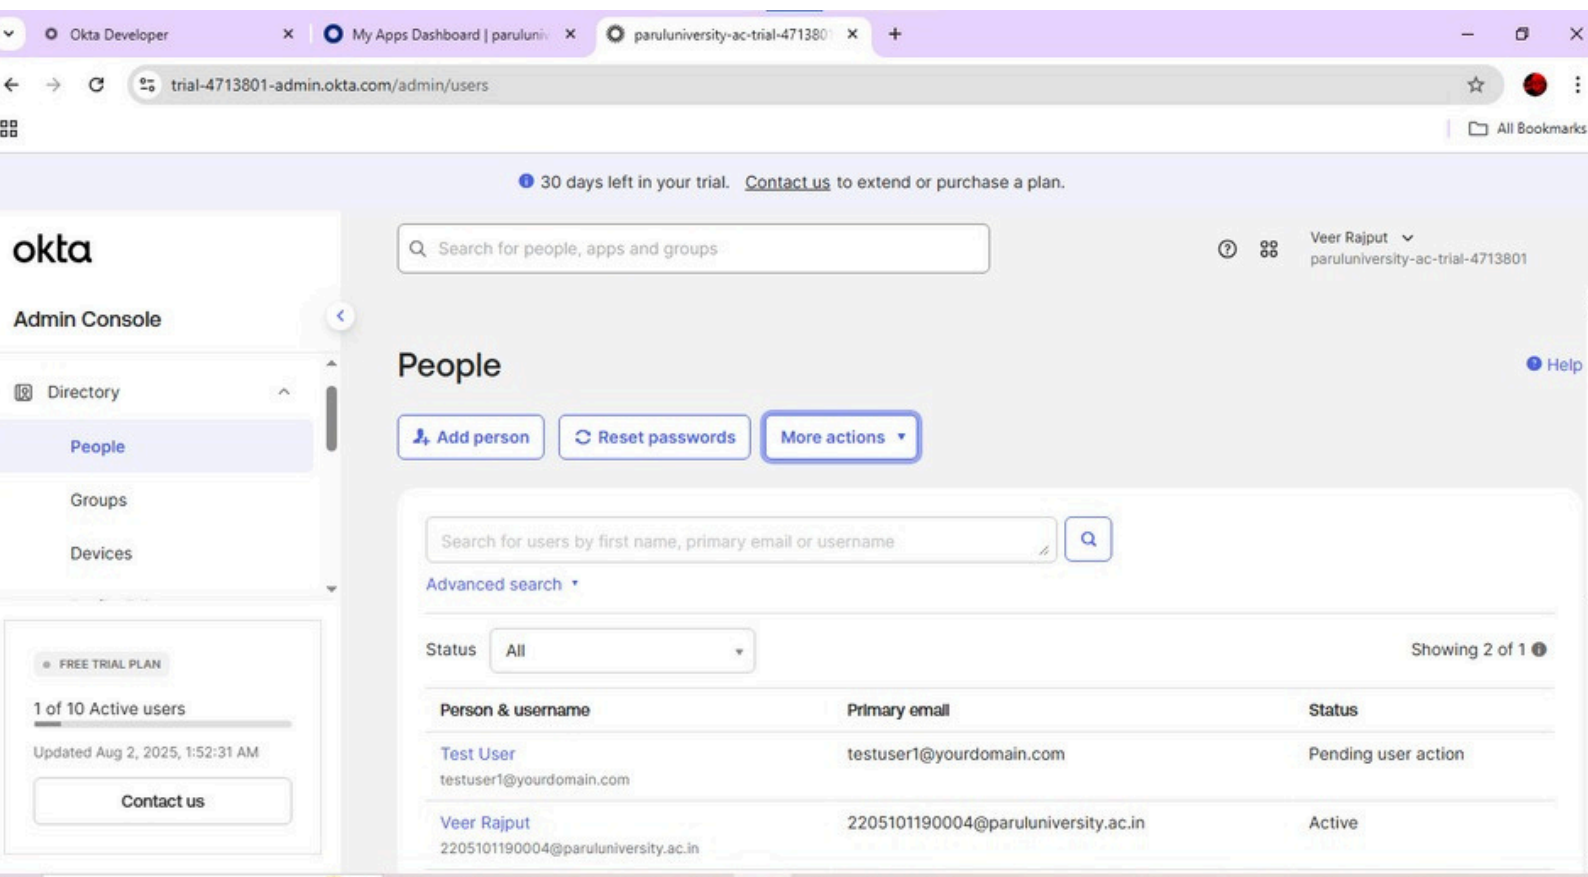 Okta Developer
My Apps Dashboard | paruluniv
paruluniversity-ac-trial-4713801
trial-4713801-admin.okta.com/admin/users
All Bookmarks
30 days left in your trial. Contact us to extend or purchase a plan.
okta
Search for people, apps and groups
Veer Rajput
paruluniversity-ac-trial-4713801
Admin Console
People
Help
Directory
Add person
Reset passwords
More actions
People
Groups
Devices
Search for users by first name, primary email or username
Advanced search
Status
All
Showing 2 of 1
FREE TRIAL PLAN
1 of 10 Active users
Updated Aug 2, 2025, 1:52:31 AM
Contact us
Person & username
Primary email
Status
Test User
testuser1@yourdomain.com
Pending user action
testuser1@yourdomain.com
Veer Rajput
2205101190004@paruluniversity.ac.in
Active
2205101190004@paruluniversity.ac.in